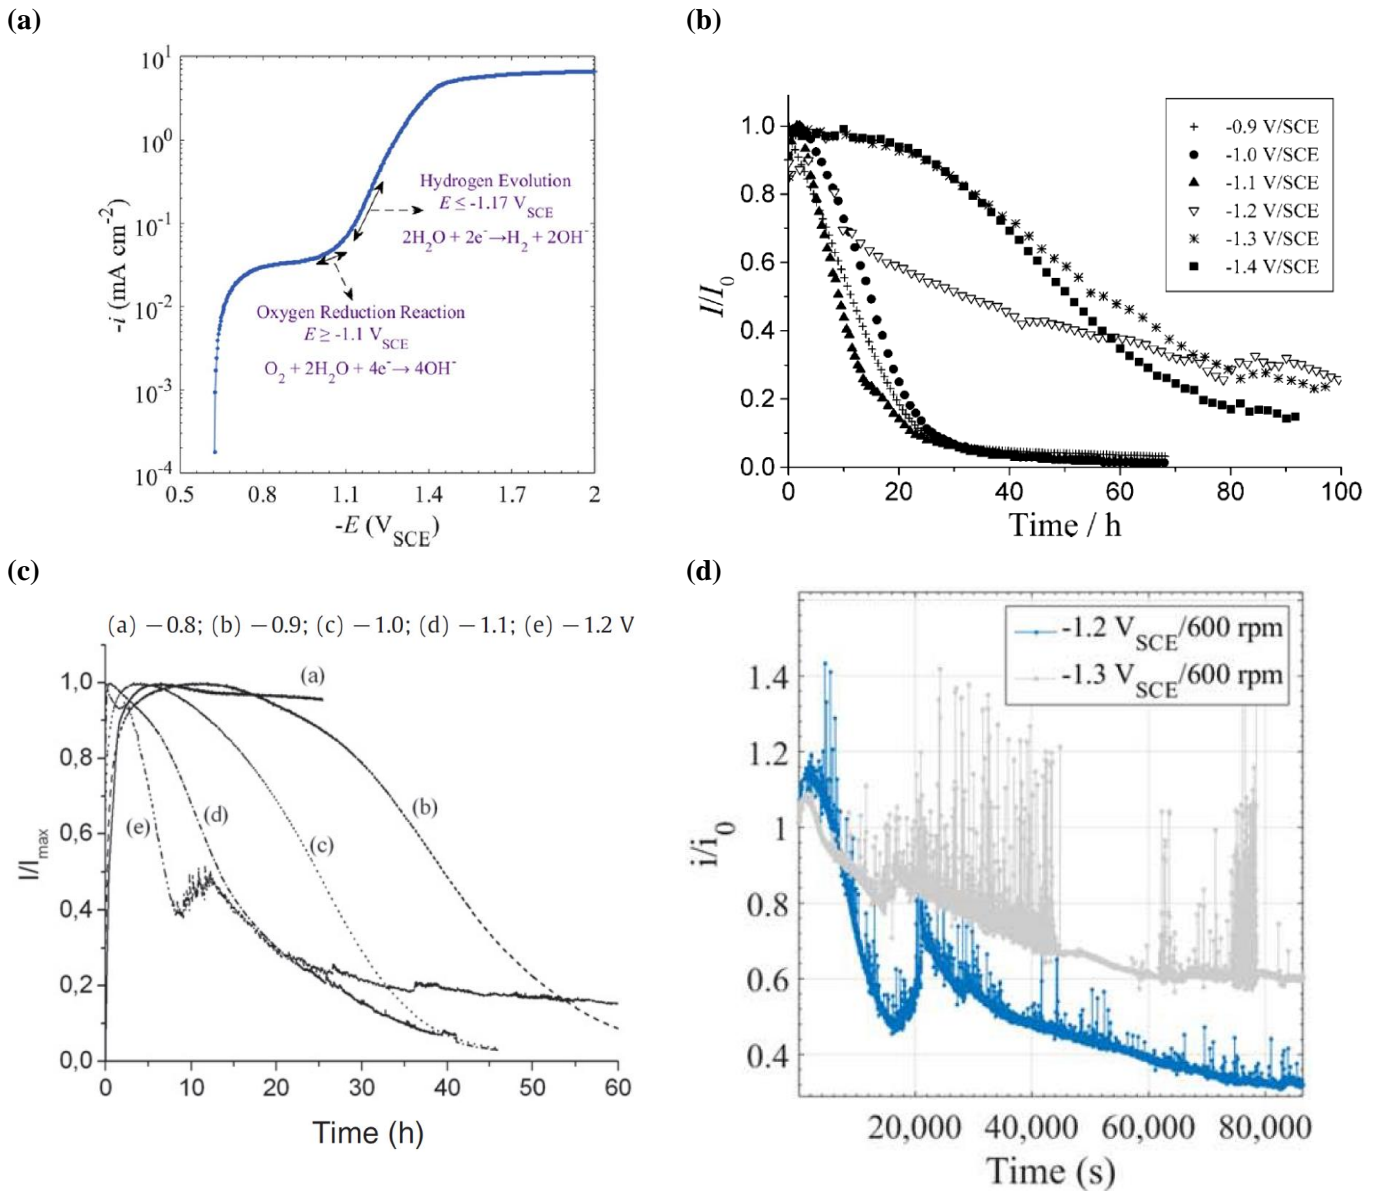 (a)
10^1
10^0
10^-1
10^-2
10^-3
10^-4
-i (mA cm^-2)
Hydrogen Evolution
E ≤ -1.17 V_SCE
2H_2O + 2e^-→H_2 + 2OH^-
Oxygen Reduction Reaction
E ≥ -1.1 V_SCE
O_2 + 2H_2O + 4e^-→ 4OH^-
0.5 0.8 1.1 1.4 1.7 2
-E (V_SCE)
(b)
1.0
0.8
0.6
0.4
0.2
0.0
I/I_0
-0.9 V/SCE
-1.0 V/SCE
-1.1 V/SCE
-1.2 V/SCE
-1.3 V/SCE
-1.4 V/SCE
0 20 40 60 80 100
Time / h
(c)
(a) −0.8; (b) −0.9; (c) −1.0; (d) −1.1; (e) −1.2 V
1,0
0,8
0,6
0,4
0,2
0,0
I/I_max
(a)
(b)
(c)
(d)
(e)
0 10 20 30 40 50 60
Time (h)
(d)
-1.2 V_SCE/600 rpm
-1.3 V_SCE/600 rpm
1.4
1.2
1
0.8
0.6
0.4
i/i_0
20,000 40,000 60,000 80,000
Time (s)